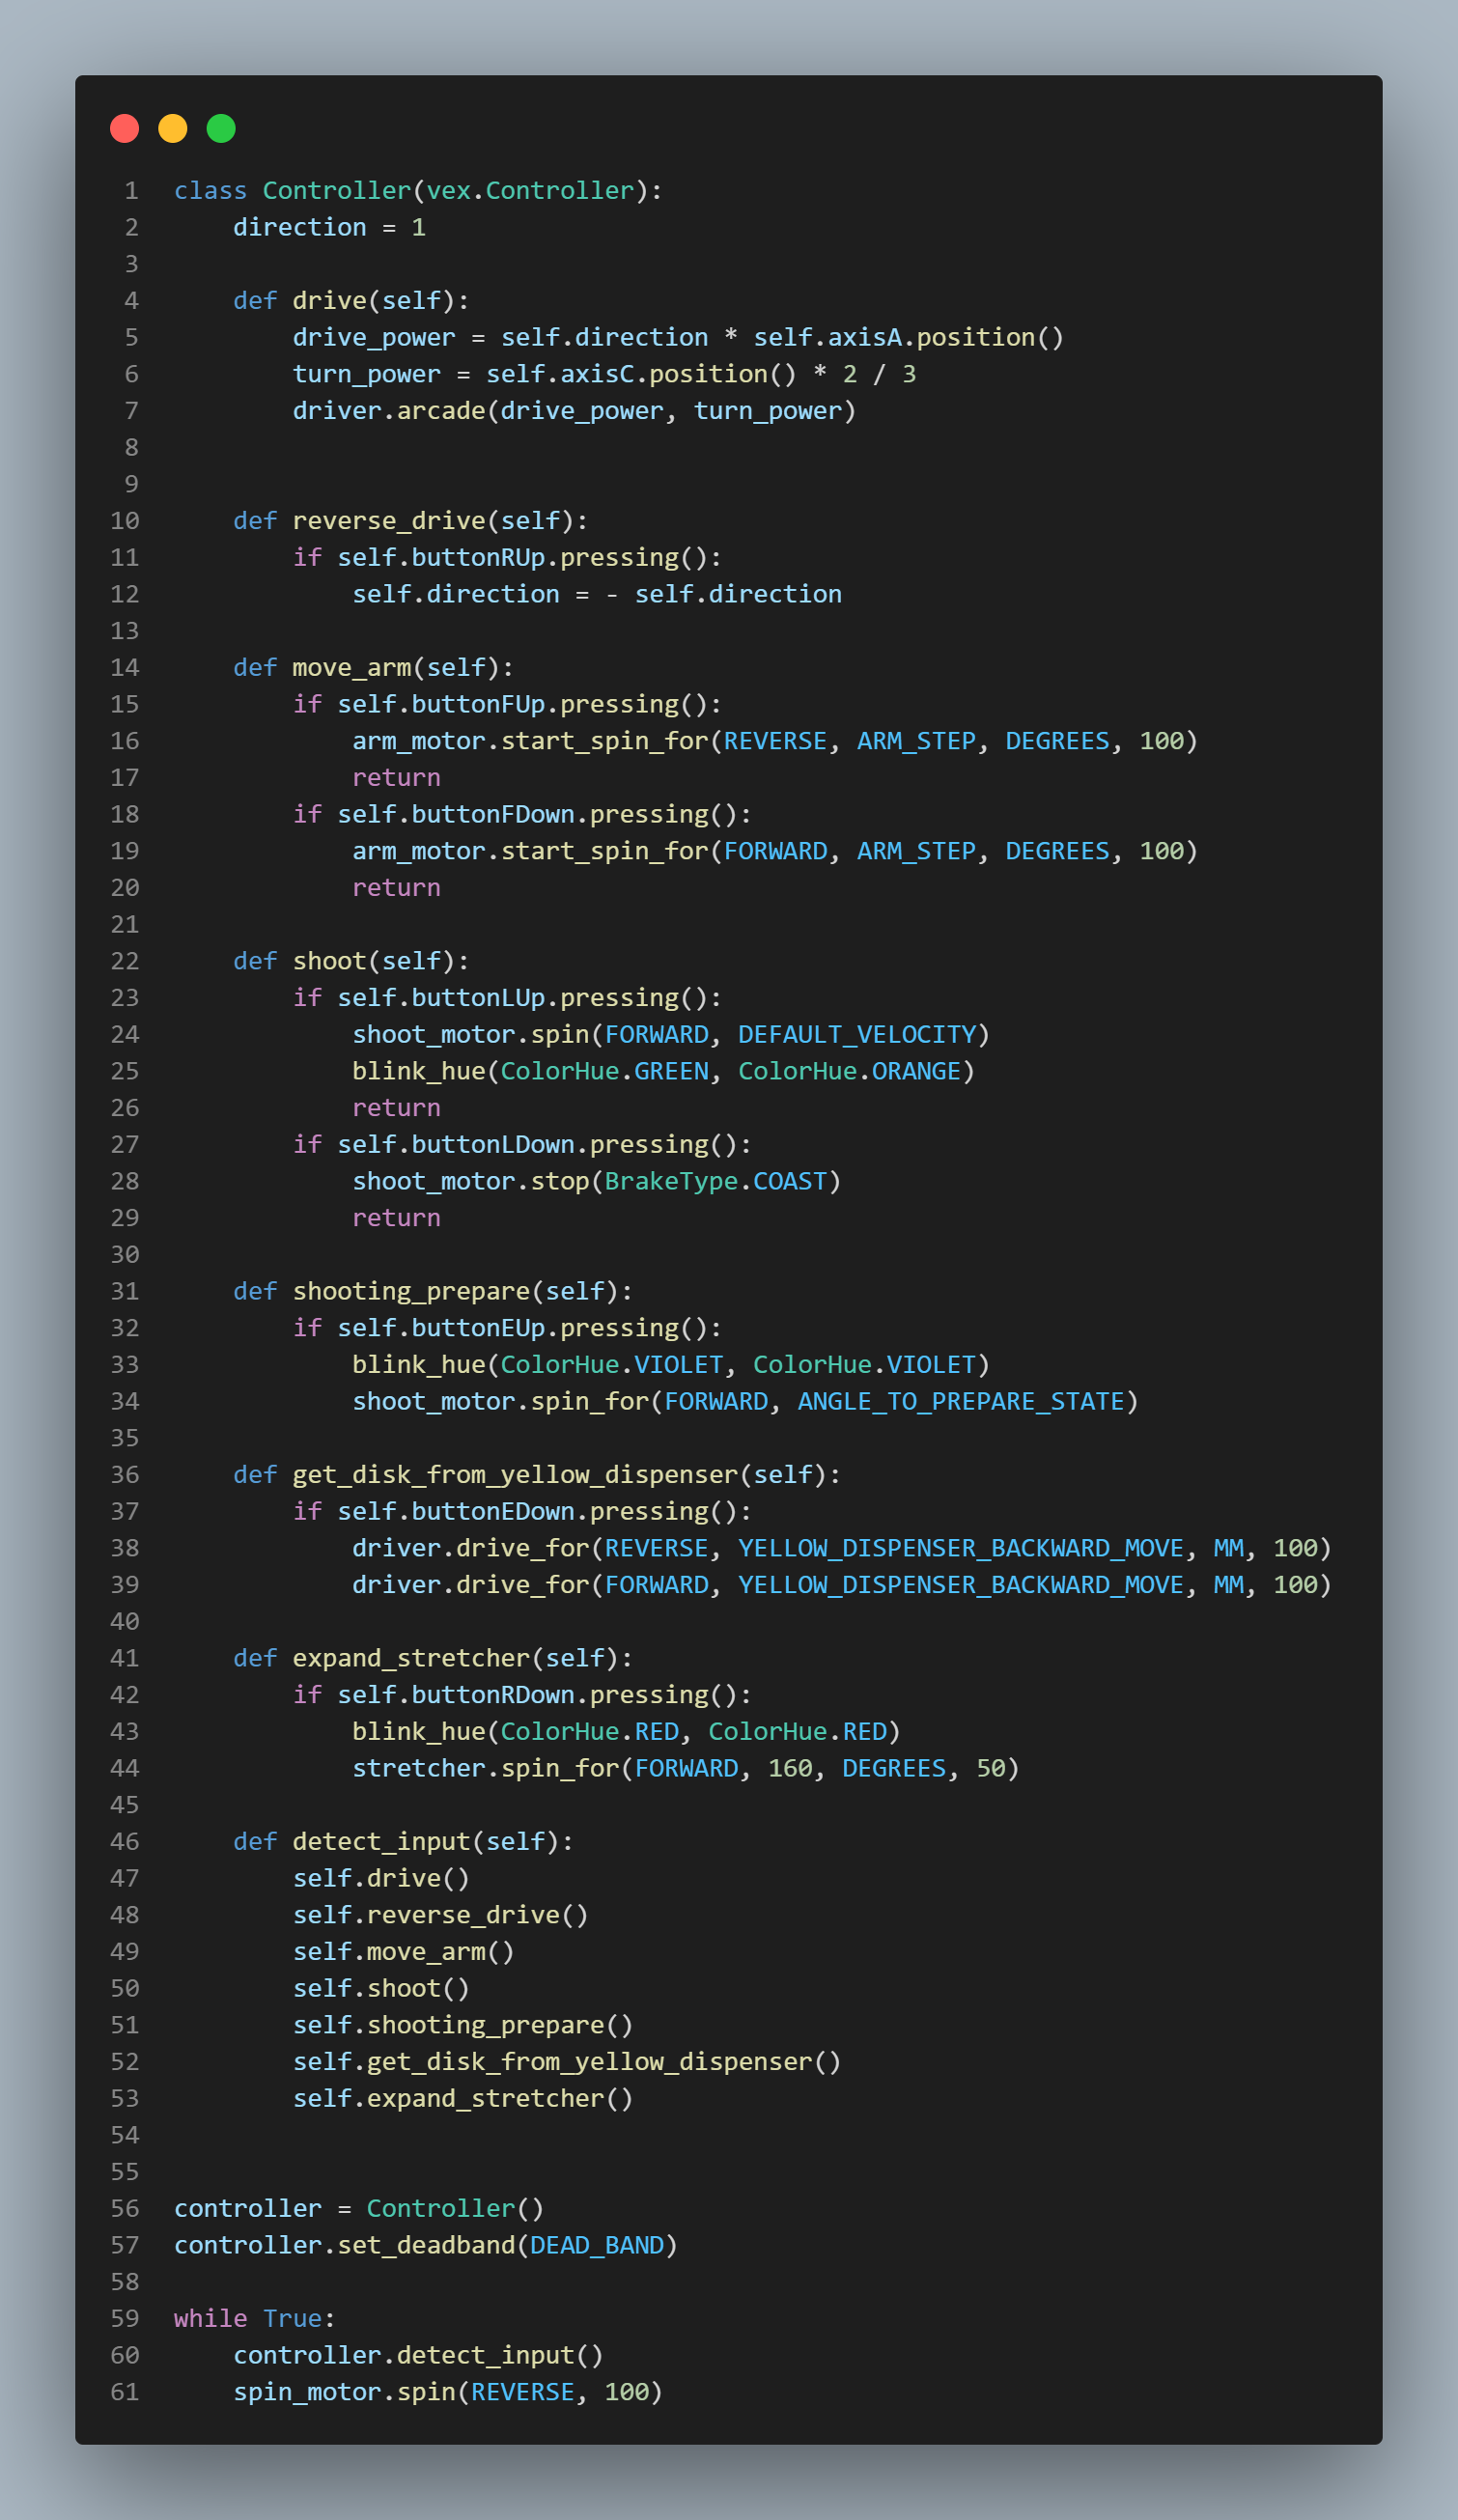 1 class Controller(vex.Controller):
2     direction = 1
3
4     def drive(self):
5         drive_power = self.direction * self.axisA.position()
6         turn_power = self.axisC.position() * 2 / 3
7         driver.arcade(drive_power, turn_power)
8
9
10     def reverse_drive(self):
11         if self.buttonRUp.pressing():
12             self.direction = - self.direction
13
14     def move_arm(self):
15         if self.buttonFUp.pressing():
16             arm_motor.start_spin_for(REVERSE, ARM_STEP, DEGREES, 100)
17             return
18         if self.buttonFDown.pressing():
19             arm_motor.start_spin_for(FORWARD, ARM_STEP, DEGREES, 100)
20             return
21
22     def shoot(self):
23         if self.buttonLUp.pressing():
24             shoot_motor.spin(FORWARD, DEFAULT_VELOCITY)
25             blink_hue(ColorHue.GREEN, ColorHue.ORANGE)
26             return
27         if self.buttonLDown.pressing():
28             shoot_motor.stop(BrakeType.COAST)
29             return
30
31     def shooting_prepare(self):
32         if self.buttonEUp.pressing():
33             blink_hue(ColorHue.VIOLET, ColorHue.VIOLET)
34             shoot_motor.spin_for(FORWARD, ANGLE_TO_PREPARE_STATE)
35
36     def get_disk_from_yellow_dispenser(self):
37         if self.buttonEDown.pressing():
38             driver.drive_for(REVERSE, YELLOW_DISPENSER_BACKWARD_MOVE, MM, 100)
39             driver.drive_for(FORWARD, YELLOW_DISPENSER_BACKWARD_MOVE, MM, 100)
40
41     def expand_stretcher(self):
42         if self.buttonRDown.pressing():
43             blink_hue(ColorHue.RED, ColorHue.RED)
44             stretcher.spin_for(FORWARD, 160, DEGREES, 50)
45
46     def detect_input(self):
47         self.drive()
48         self.reverse_drive()
49         self.move_arm()
50         self.shoot()
51         self.shooting_prepare()
52         self.get_disk_from_yellow_dispenser()
53         self.expand_stretcher()
54
55
56 controller = Controller()
57 controller.set_deadband(DEAD_BAND)
58
59 while True:
60     controller.detect_input()
61     spin_motor.spin(REVERSE, 100)